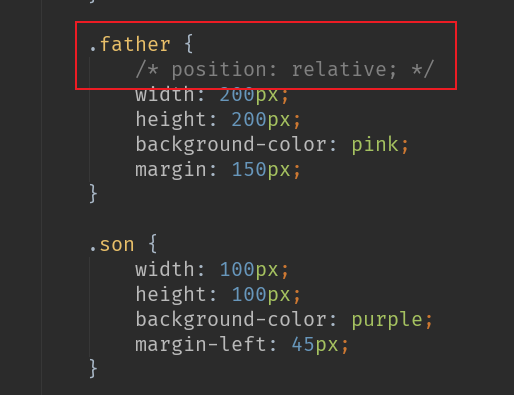 .father {
/* position: relative; */
width: 200px;
height: 200px;
background-color: pink;
margin: 150px;
}
.son {
width: 100px;
height: 100px;
background-color: purple;
margin-left: 45px;
}